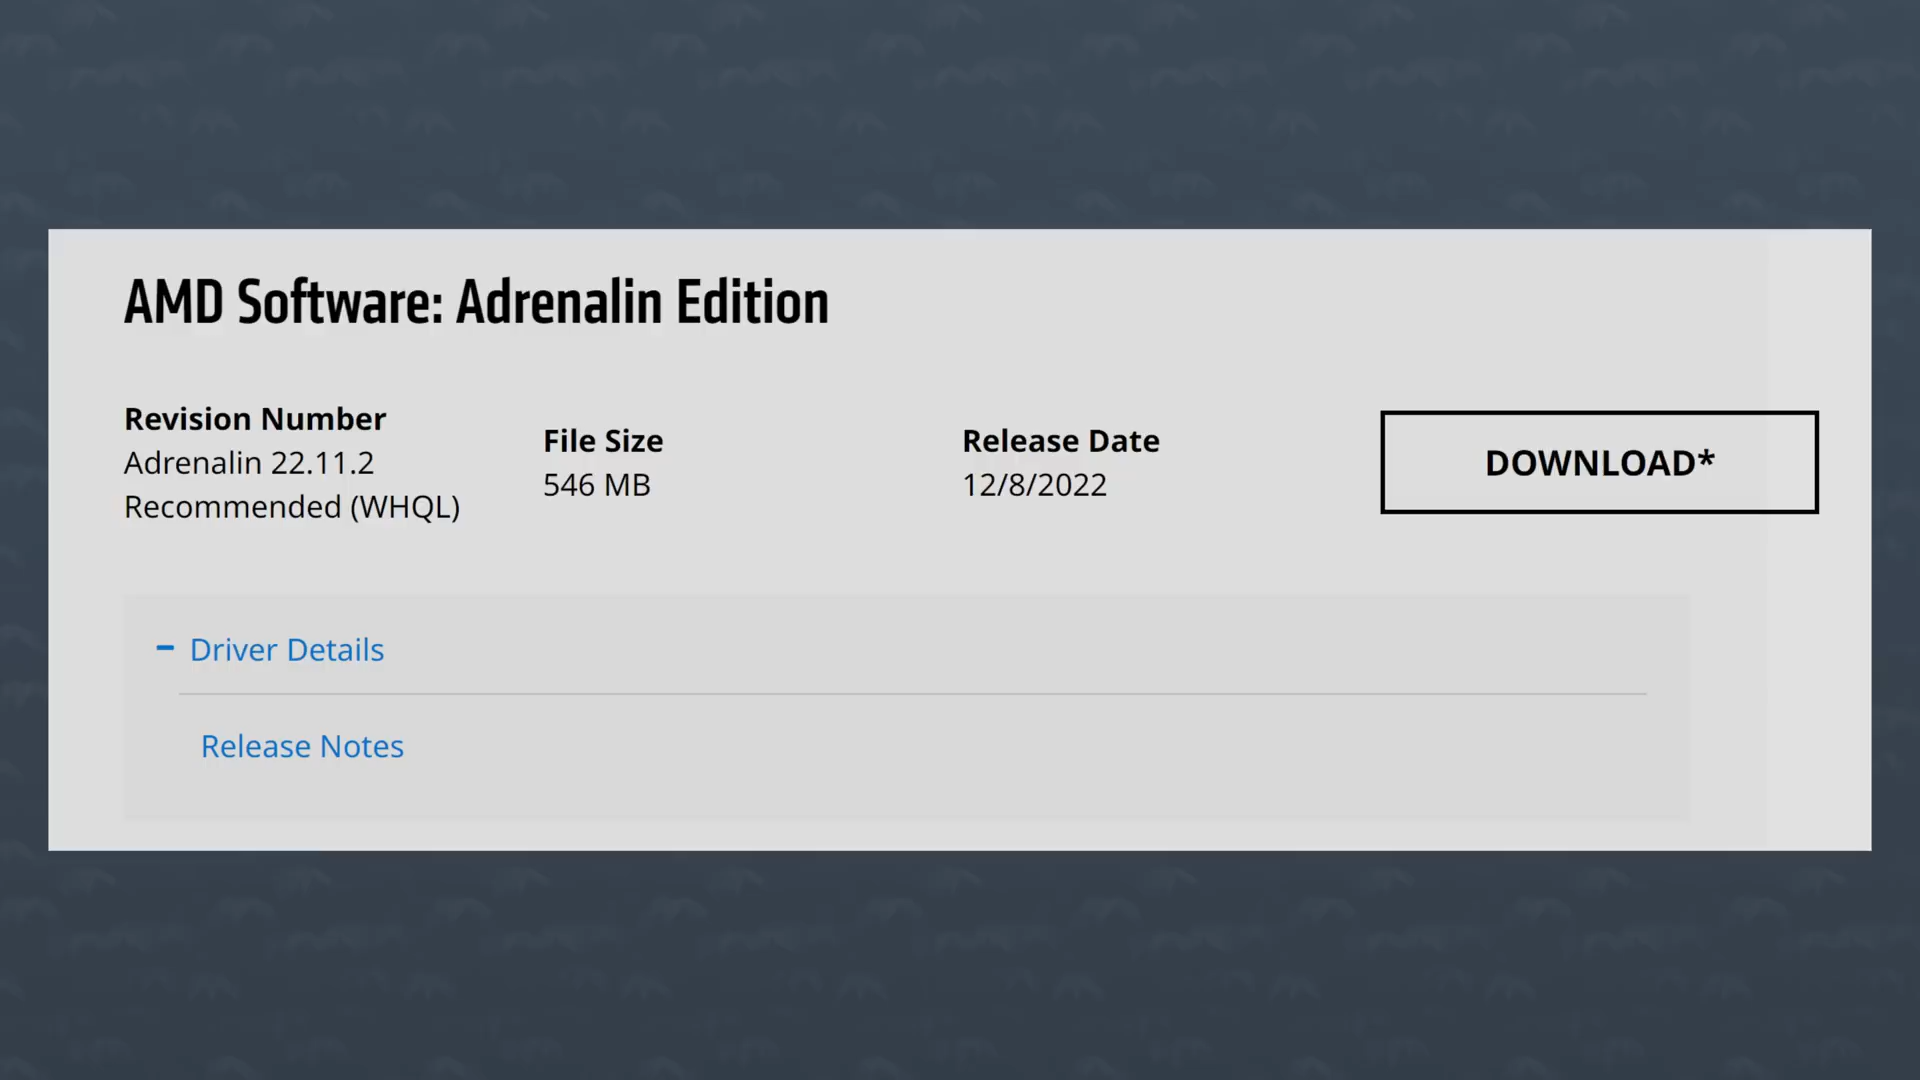 AMD Software: Adrenalin Edition
Revision Number
Adrenalin 22.11.2
Recommended (WHQL)
File Size
546 MB
Release Date
12/8/2022
DOWNLOAD*
Driver Details
Release Notes